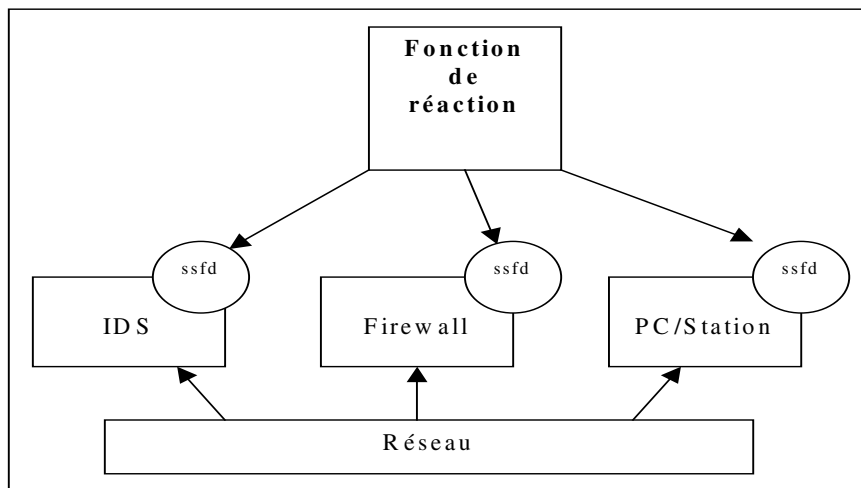 Fonction
de
réaction
ssfd
ssfd
ssfd
IDS
Firewall
PC/Station
Réseau